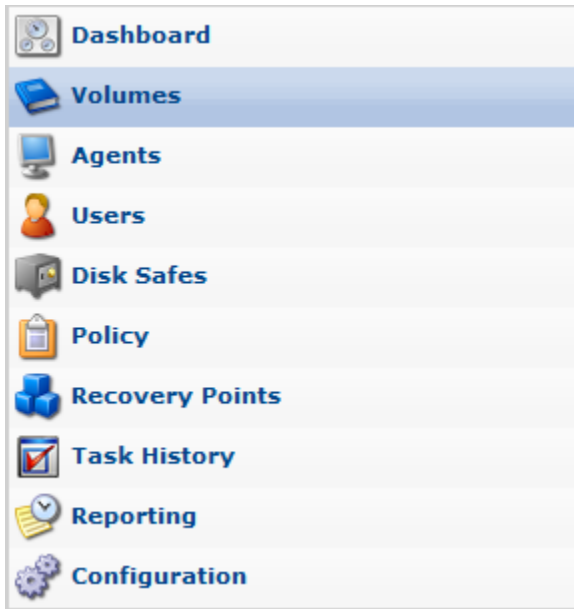 Dashboard
Volumes
Agents
Users
Disk Safes
Policy
Recovery Points
Task History
Reporting
Configuration